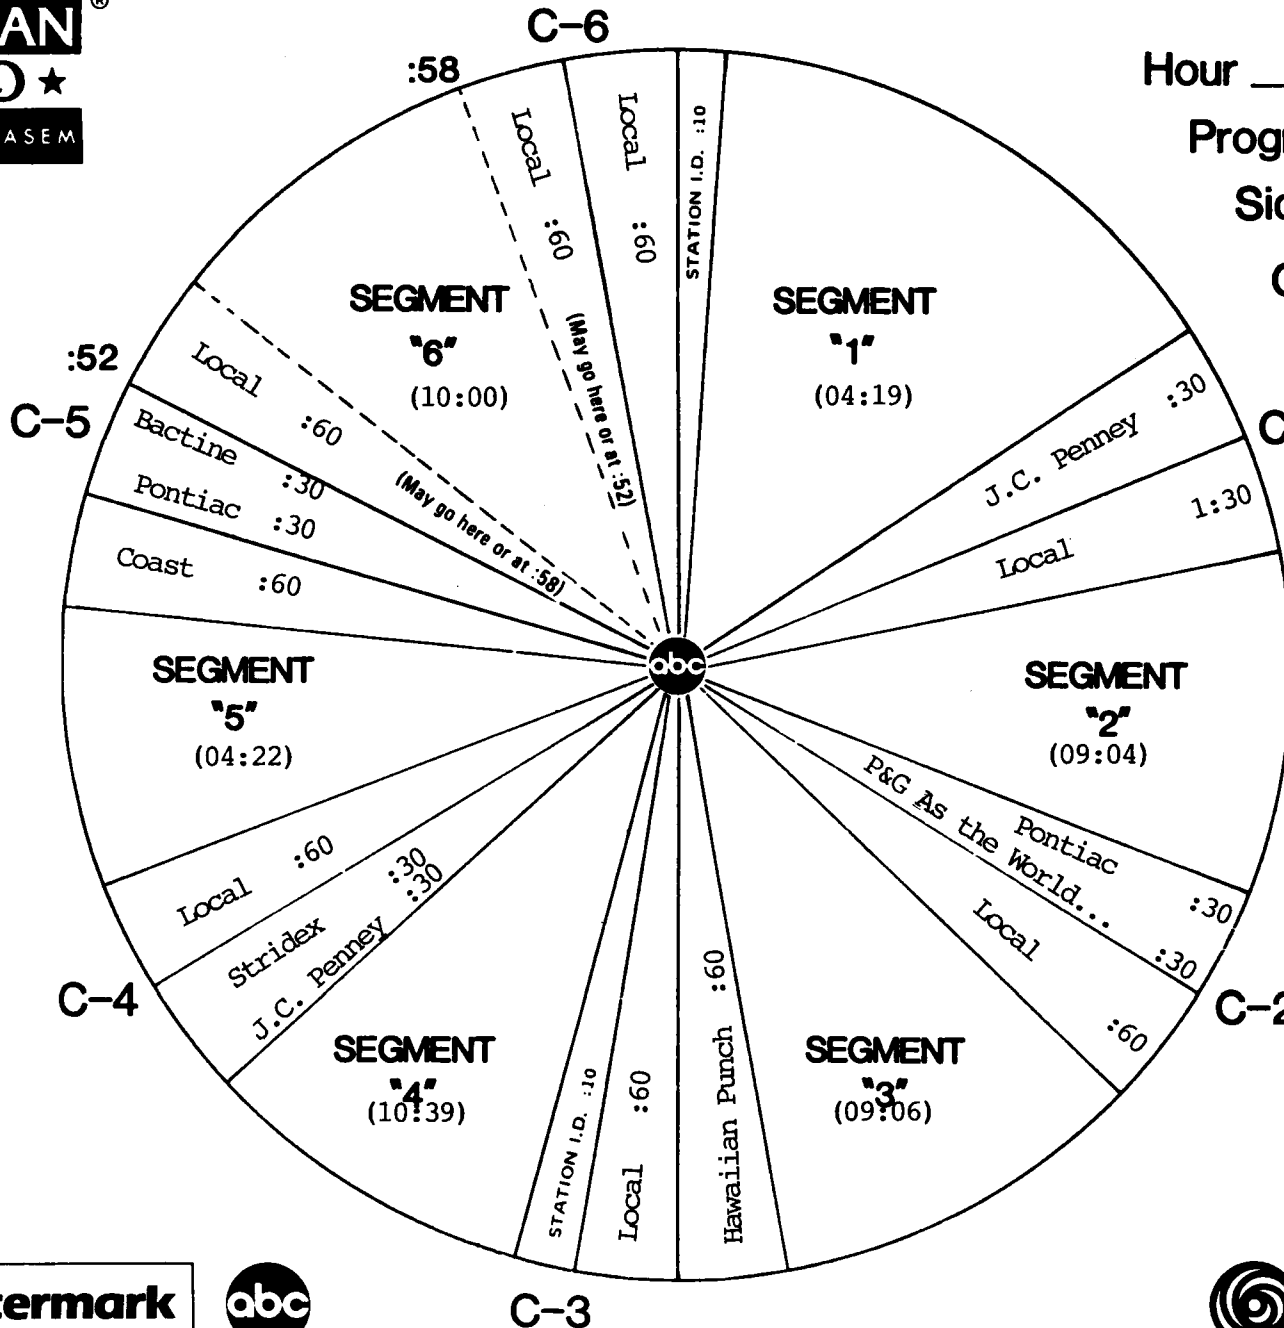 AN
®
O ★
ASEM
C-6
:58
Hour
Progr
Sid
Local :60
Local :60
STATION I.D. :10
(May go here or at :52)
SEGMENT
"1"
(04:19)
J.C. Penney :30
Local 1:30
SEGMENT
"2"
(09:04)
Pontiac :30
P&G As the World... :30
Local :60
C-2
SEGMENT
"3"
(09:06)
Hawaiian Punch :60
Local :60
STATION I.D. :10
C-3
SEGMENT
"4"
(10:39)
J.C. Penney :30
Stridex :30
Local :60
C-4
SEGMENT
"5"
(04:22)
Coast :60
Pontiac :30
Bactine :30
C-5
:52
Local :60
(May go here or at :58)
SEGMENT
"6"
(10:00)
abc
termark
abc